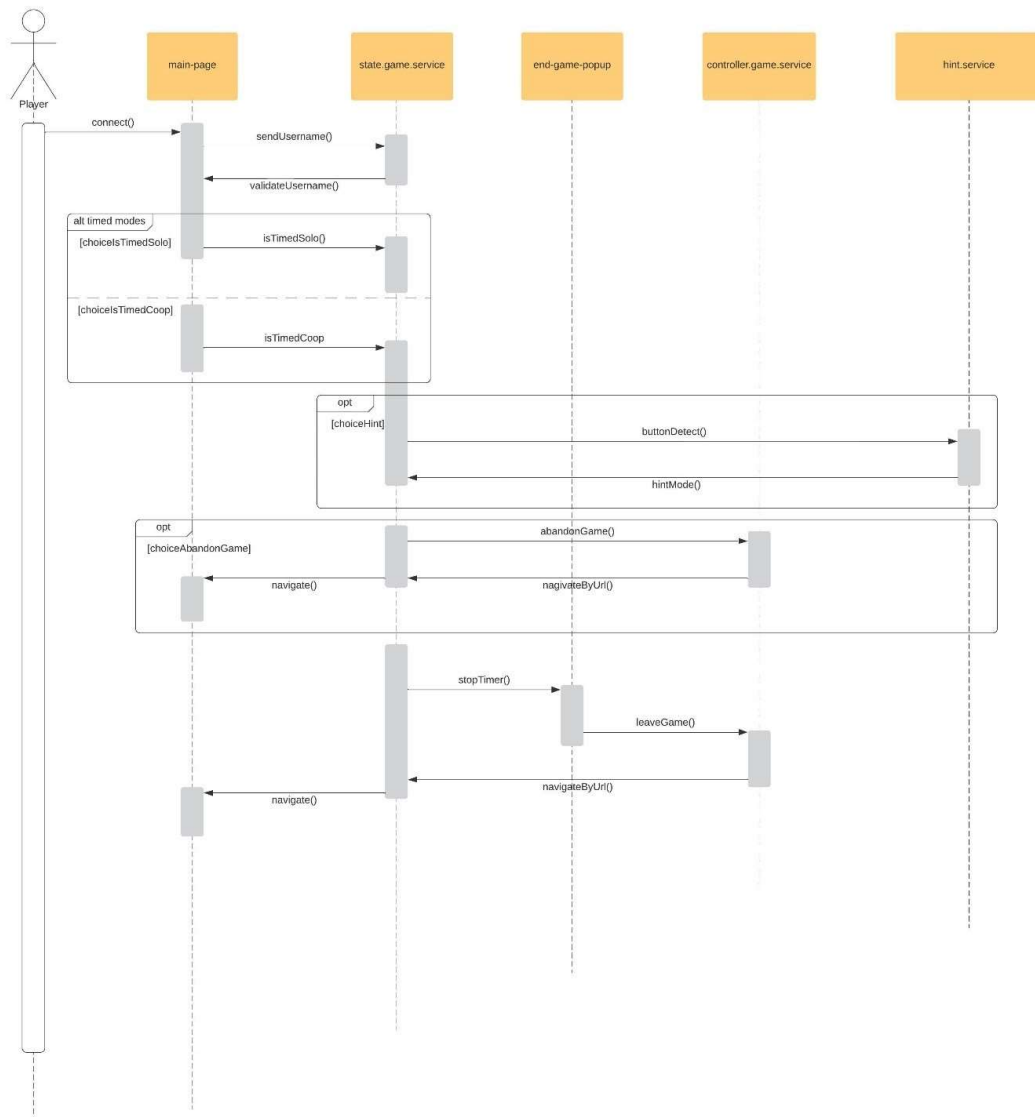 Player
main-page
state.game.service
end-game-popup
controller.game.service
hint.service
connect()
sendUsername()
validateUsername()
alt timed modes
[choiceIsTimedSolo]
isTimedSolo()
[choiceIsTimedCoop]
isTimedCoop
opt
[choiceHint]
buttonDetect()
hintMode()
opt
[choiceAbandonGame]
abandonGame()
navigate()
nagivateByUrl()
stopTimer()
leaveGame()
navigateByUrl()
navigate()